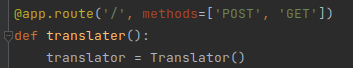 @app.route('/', methods=['POST', 'GET'])
def translater():
    translator = Translator()